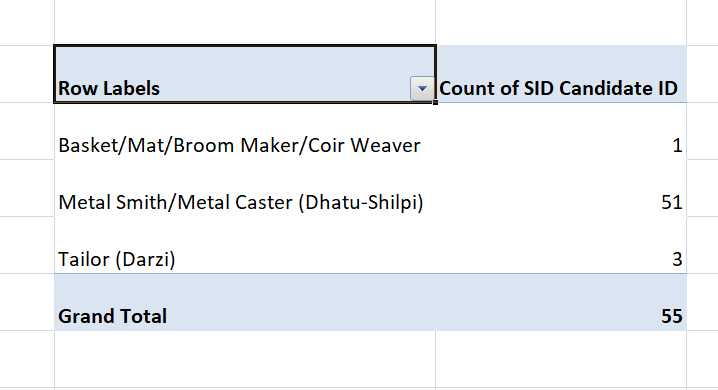 Row Labels Count of SID Candidate ID
Basket/Mat/Broom Maker/Coir Weaver 1
Metal Smith/Metal Caster (Dhatu-Shilpi) 51
Tailor (Darzi) 3
Grand Total 55